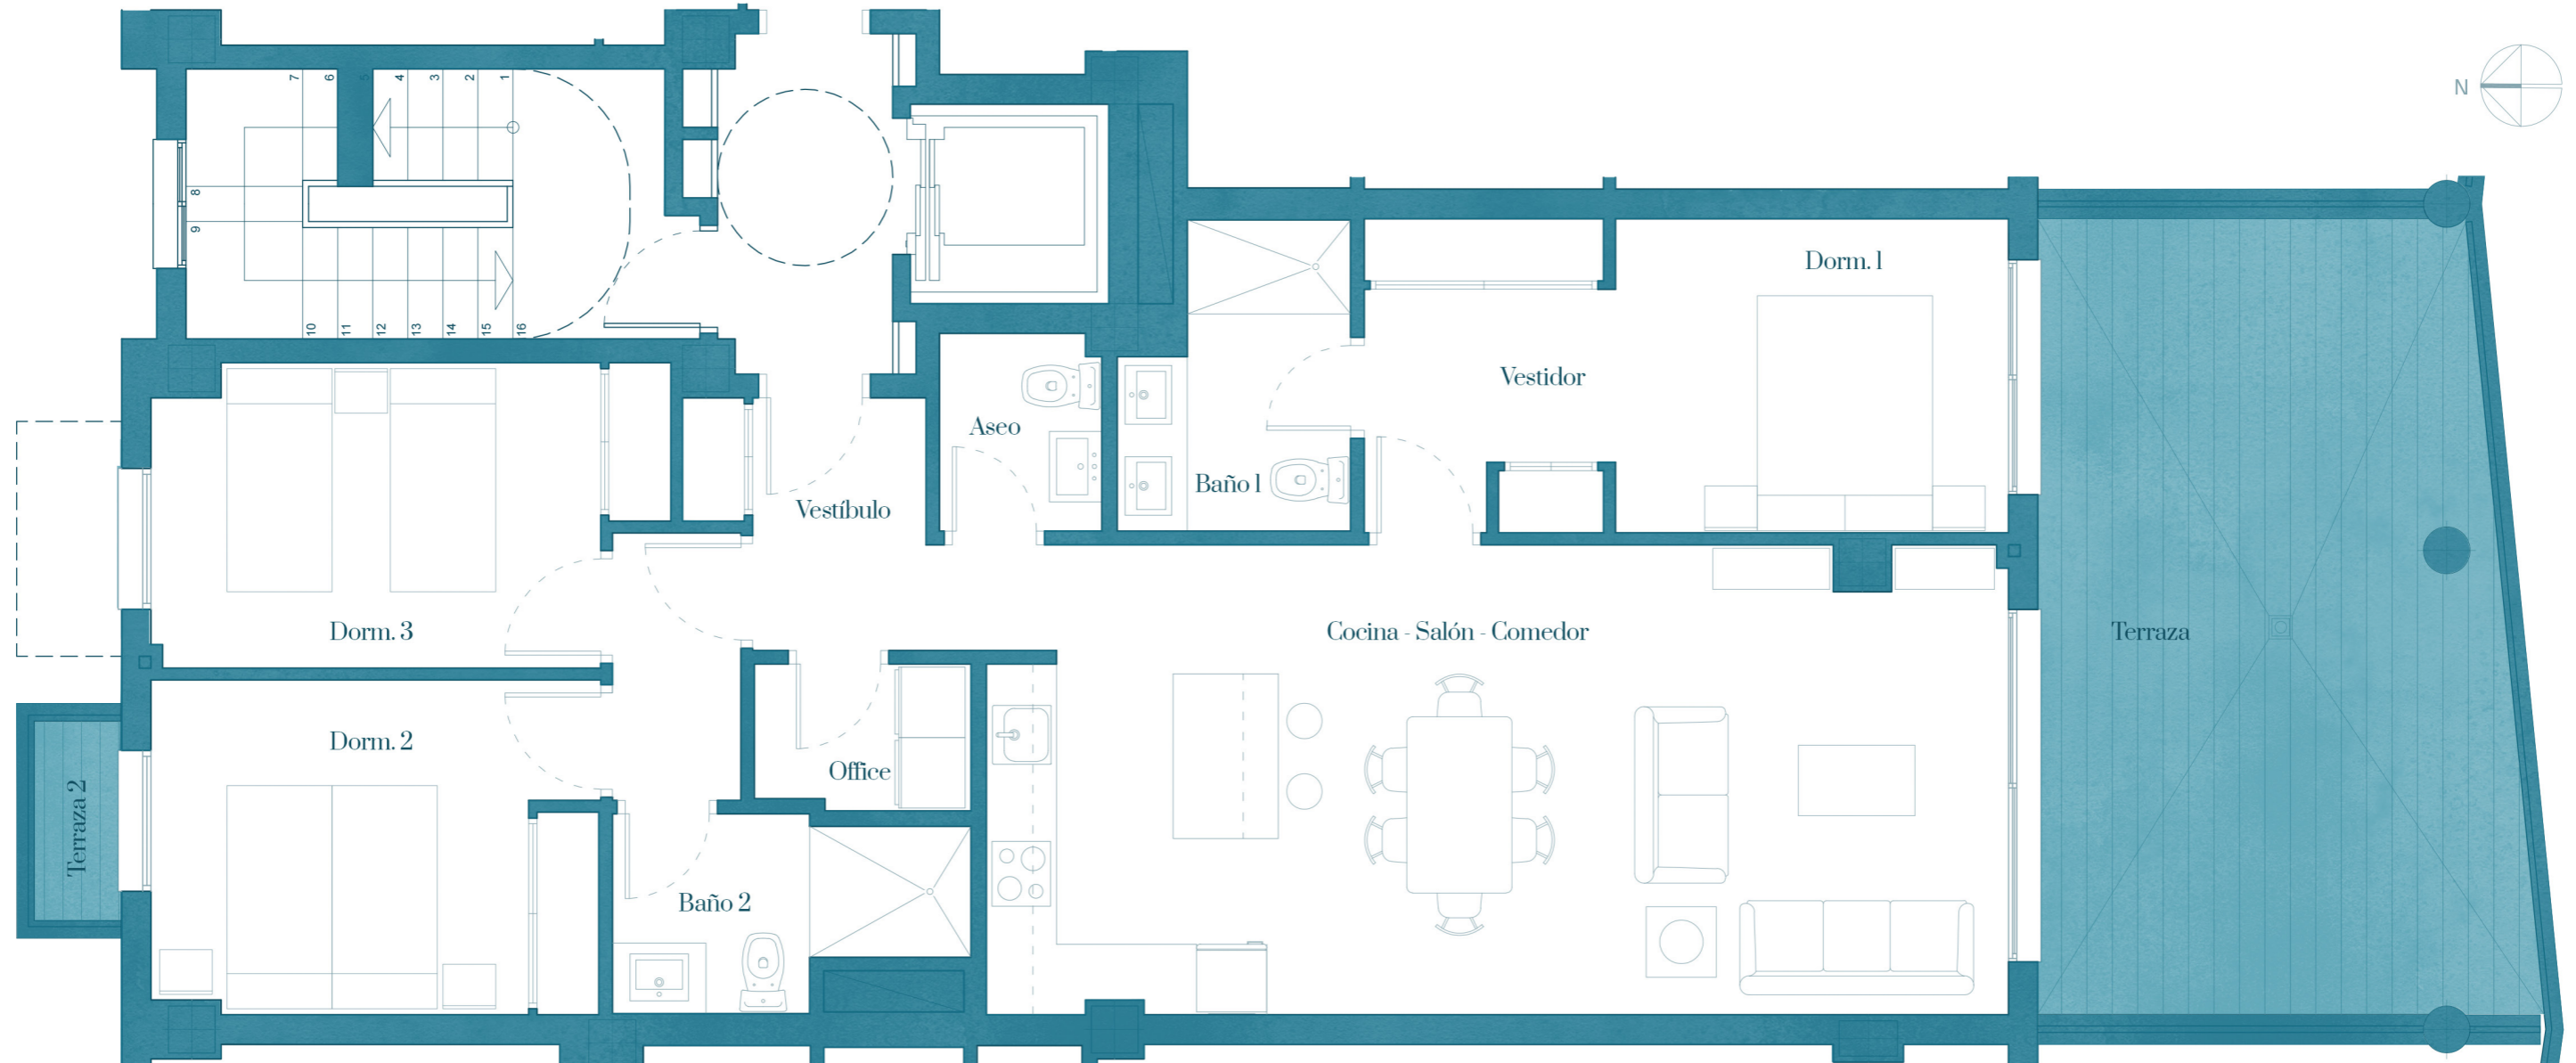 7 6 5 4 3 2 1
N
8
9
10 11 12 13 14 15 16
Dorm. 1
Vestidor
Aseo
Baño 1
Vestíbulo
Dorm. 3
Cocina - Salón - Comedor
Terraza
Dorm. 2
Office
Terraza 2
Baño 2